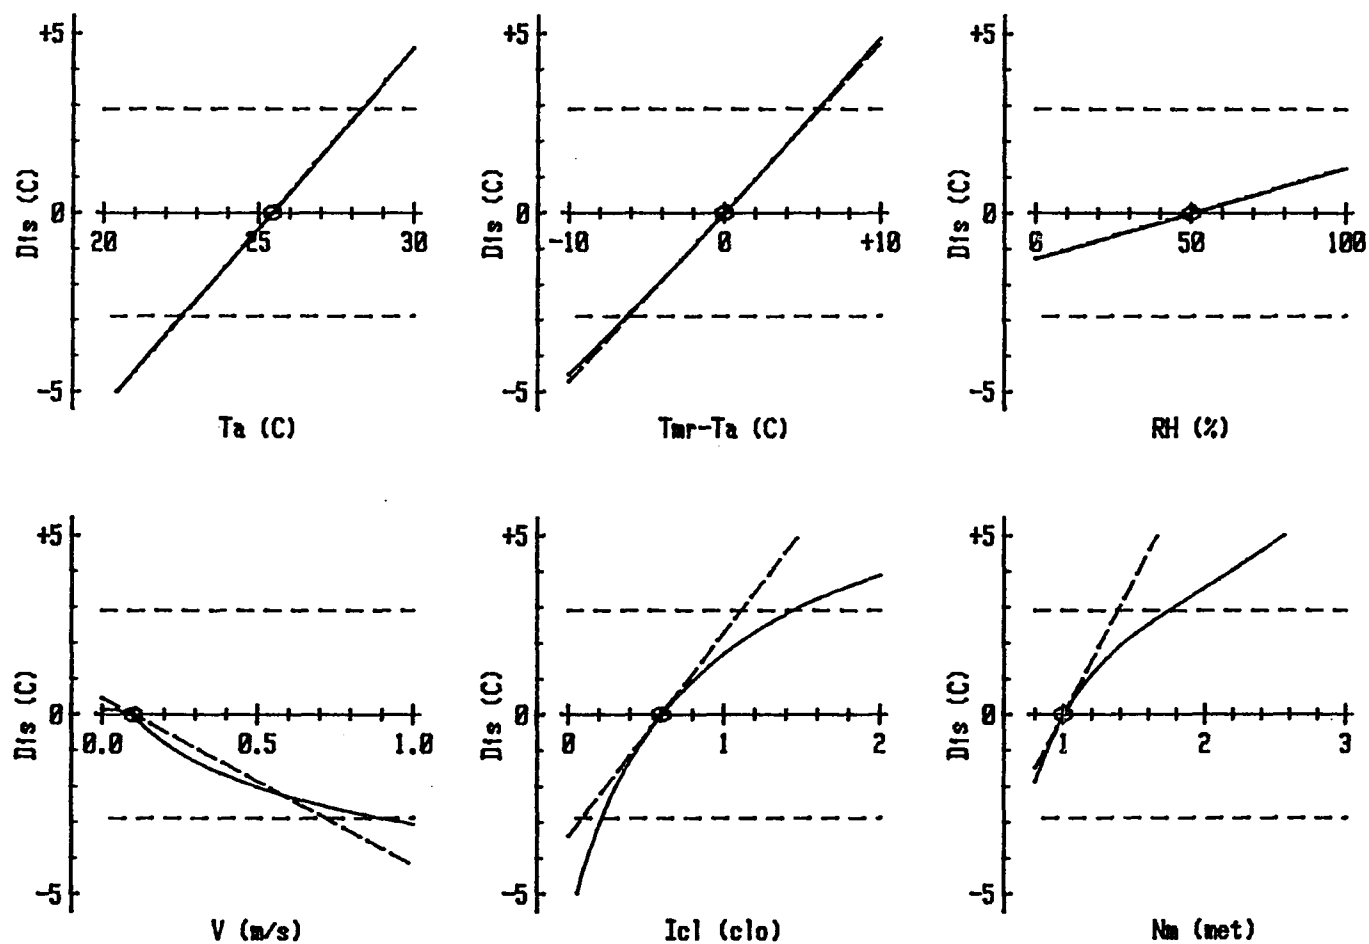 +5 +5 +5
Dis (C) Dis (C) Dis (C)
0 0 0
20 25 30 -10 0 +10 0 50 100
-5 -5 -5
Ta (C) Tmr-Ta (C) RH (%)
+5 +5 +5
Dis (C) Dis (C) Dis (C)
0 0 0
0.0 0.5 1.0 0 1 2 1 2 3
-5 -5 -5
V (m/s) Icl (clo) Nm (met)